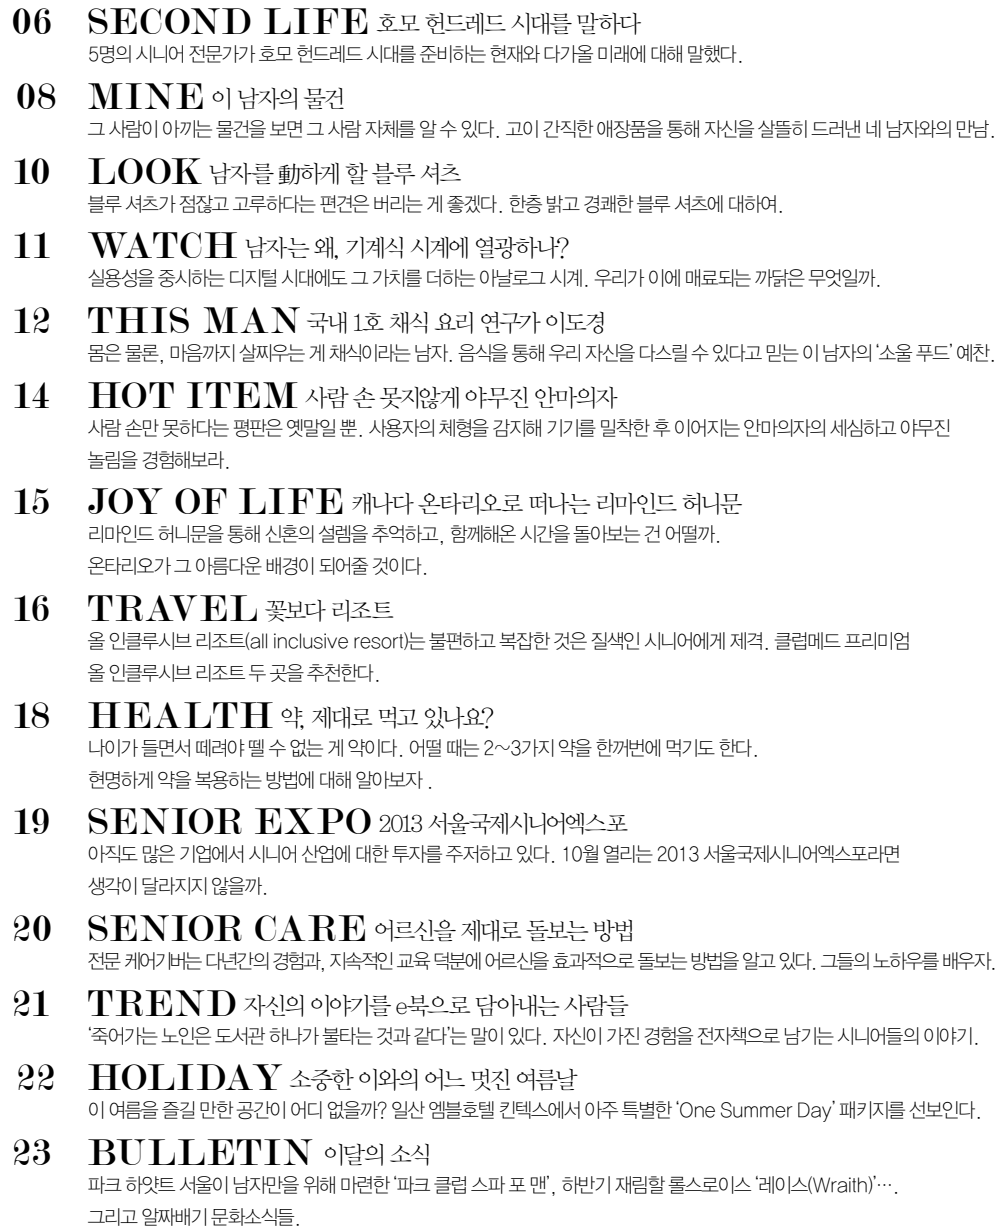 06 SECOND LIFE 호모 헌드레드 시대를 말하다
5명의 시니어 전문가가 호모 헌드레드 시대를 준비하는 현재와 다가올 미래에 대해 말했다.
08 MINE 이 남자의 물건
그 사람이 아끼는 물건을 보면 그 사람 자체를 알 수 있다. 고이 간직한 애장품을 통해 자신을 살뜰히 드러낸 네 남자와의 만남.
10 LOOK 남자를 動하게 할 블루 셔츠
블루 셔츠가 점잖고 고루하다는 편견은 버리는 게 좋겠다. 한층 밝고 경쾌한 블루 셔츠에 대하여.
11 WATCH 남자는 왜, 기계식 시계에 열광하나?
실용성을 중시하는 디지털 시대에도 그 가치를 더하는 아날로그 시계. 우리가 이에 매료되는 까닭은 무엇일까.
12 THIS MAN 국내 1호 채식 요리 연구가 이도경
몸은 물론, 마음까지 살찌우는 게 채식이라는 남자. 음식을 통해 우리 자신을 다스릴 수 있다고 믿는 이 남자의 ‘소울 푸드’ 예찬.
14 HOT ITEM 사람 손 못지않게 야무진 안마의자
사람 손만 못하다는 평판은 옛말일 뿐. 사용자의 체형을 감지해 기기를 밀착한 후 이어지는 안마의자의 세심하고 야무진
놀림을 경험해보라.
15 JOY OF LIFE 캐나다 온타리오로 떠나는 리마인드 허니문
리마인드 허니문을 통해 신혼의 설렘을 추억하고, 함께해온 시간을 돌아보는 건 어떨까.
온타리오가 그 아름다운 배경이 되어줄 것이다.
16 TRAVEL 꽃보다 리조트
올 인클루시브 리조트(all inclusive resort)는 불편하고 복잡한 것은 질색인 시니어에게 제격. 클럽메드 프리미엄
올 인클루시브 리조트 두 곳을 추천한다.
18 HEALTH 약, 제대로 먹고 있나요?
나이가 들면서 떼려야 뗄 수 없는 게 약이다. 어떨 때는 2~3가지 약을 한꺼번에 먹기도 한다.
현명하게 약을 복용하는 방법에 대해 알아보자 .
19 SENIOR EXPO 2013 서울국제시니어엑스포
아직도 많은 기업에서 시니어 산업에 대한 투자를 주저하고 있다. 10월 열리는 2013 서울국제시니어엑스포라면
생각이 달라지지 않을까.
20 SENIOR CARE 어르신을 제대로 돌보는 방법
전문 케어기버는 다년간의 경험과, 지속적인 교육 덕분에 어르신을 효과적으로 돌보는 방법을 알고 있다. 그들의 노하우를 배우자.
21 TREND 자신의 이야기를 e북으로 담아내는 사람들
‘죽어가는 노인은 도서관 하나가 불타는 것과 같다’는 말이 있다. 자신이 가진 경험을 전자책으로 남기는 시니어들의 이야기.
22 HOLIDAY 소중한 이와의 어느 멋진 여름날
이 여름을 즐길 만한 공간이 어디 없을까? 일산 엠블호텔 킨텍스에서 아주 특별한 ‘One Summer Day’ 패키지를 선보인다.
23 BULLETIN 이달의 소식
파크 하얏트 서울이 남자만을 위해 마련한 ‘파크 클럽 스파 포 맨’, 하반기 재림할 롤스로이스 ‘레이스(Wraith)’….
그리고 알짜배기 문화소식들.